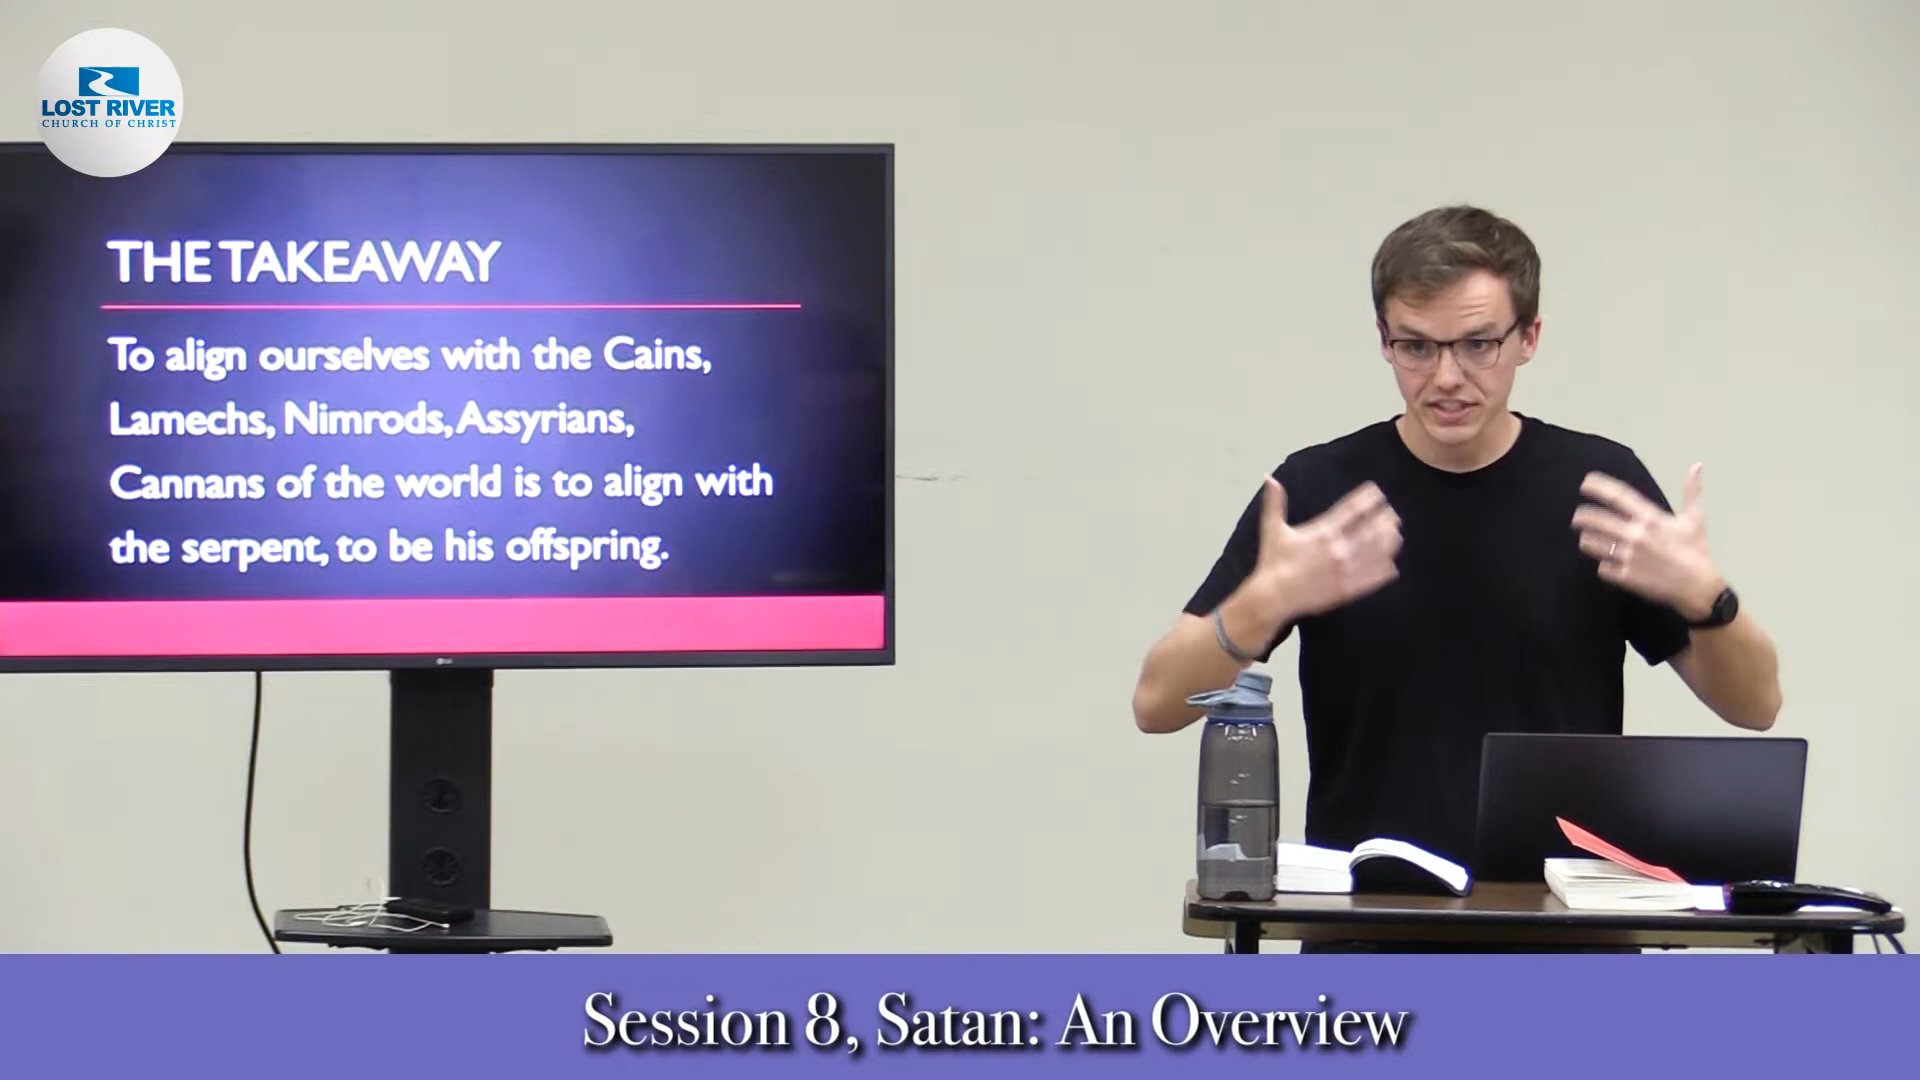 LOST RIVER
CHURCH OF CHRIST
THE TAKEAWAY
To align ourselves with the Cains,
Lamechs, Nimrods, Assyrians,
Cannans of the world is to align with
the serpent, to be his offspring.
Session 8, Satan: An Overview